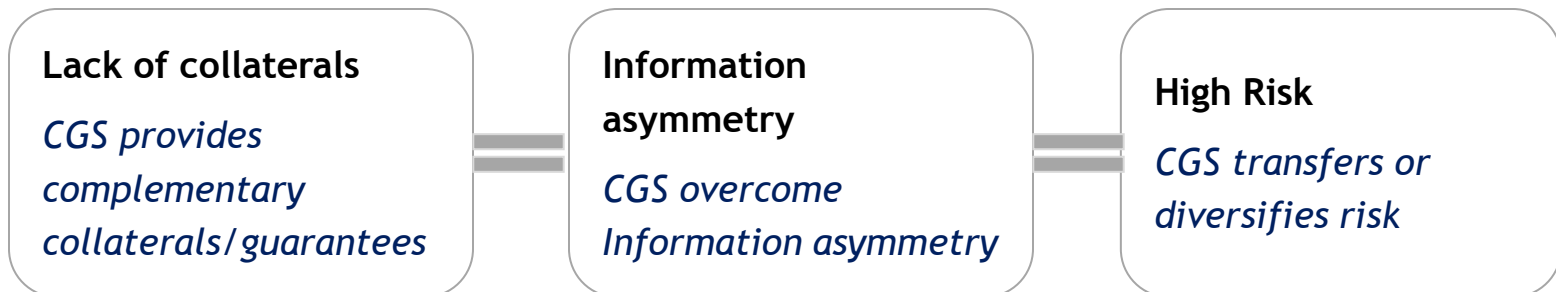 Lack of collaterals
CGS provides
complementary
collaterals/guarantees
Information
asymmetry
CGS overcome
Information asymmetry
High Risk
CGS transfers or
diversifies risk